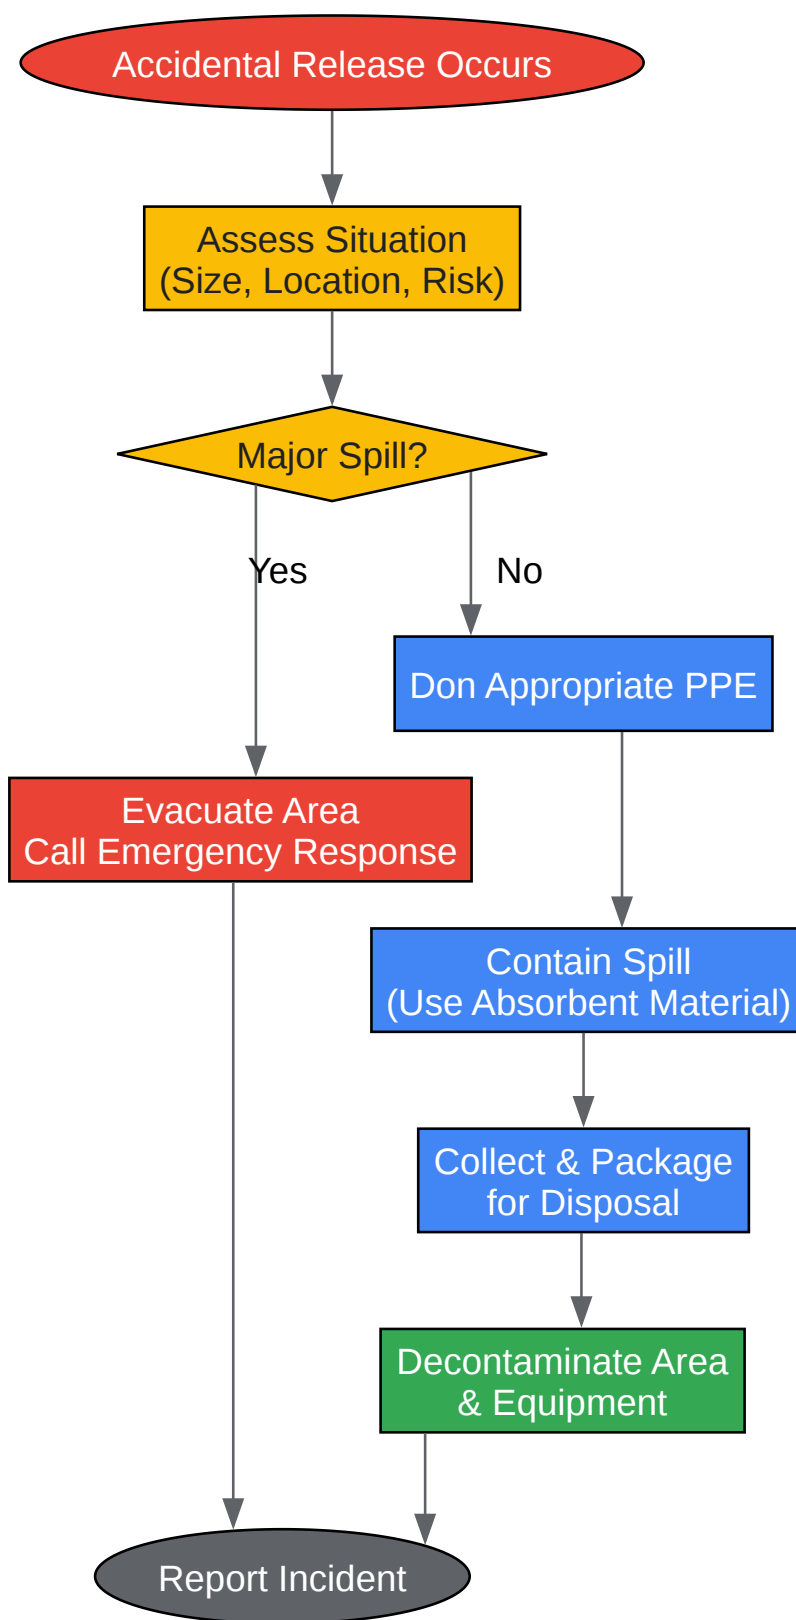 Accidental Release Occurs
Assess Situation
(Size, Location, Risk)
Major Spill?
Yes
No
Don Appropriate PPE
Evacuate Area
Call Emergency Response
Contain Spill
(Use Absorbent Material)
Collect & Package
for Disposal
Decontaminate Area
& Equipment
Report Incident